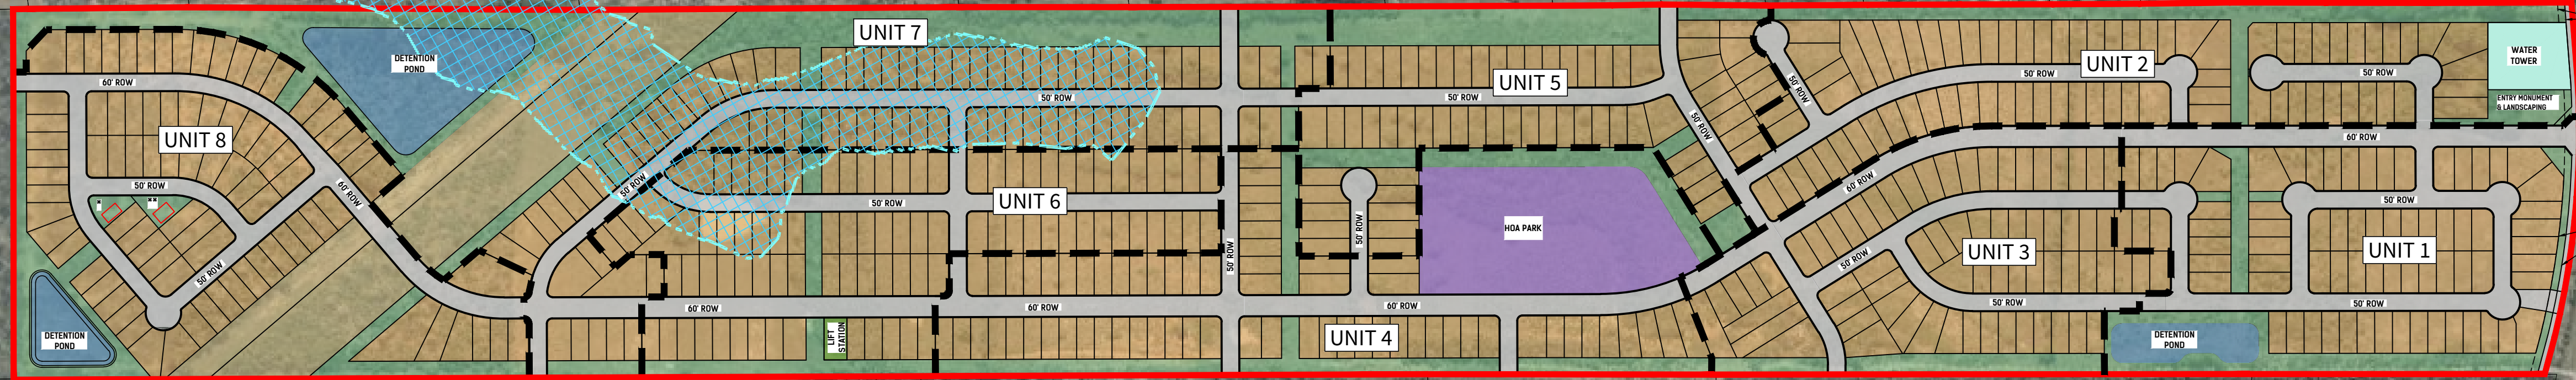 UNIT 7
DETENTION
POND
60' ROW
UNIT 8
50' ROW
60' ROW
*
**
50' ROW
DETENTION
POND
50' ROW
50' ROW
50' ROW
UNIT 6
50' ROW
60' ROW
LIFT
STATION
60' ROW
50' ROW
UNIT 5
50' ROW
50' ROW
HOA PARK
60' ROW
UNIT 4
50' ROW
50' ROW
UNIT 2
50' ROW
60' ROW
50' ROW
UNIT 3
50' ROW
50' ROW
WATER
TOWER
ENTRY MONUMENT
& LANDSCAPING
60' ROW
50' ROW
UNIT 1
50' ROW
DETENTION
POND